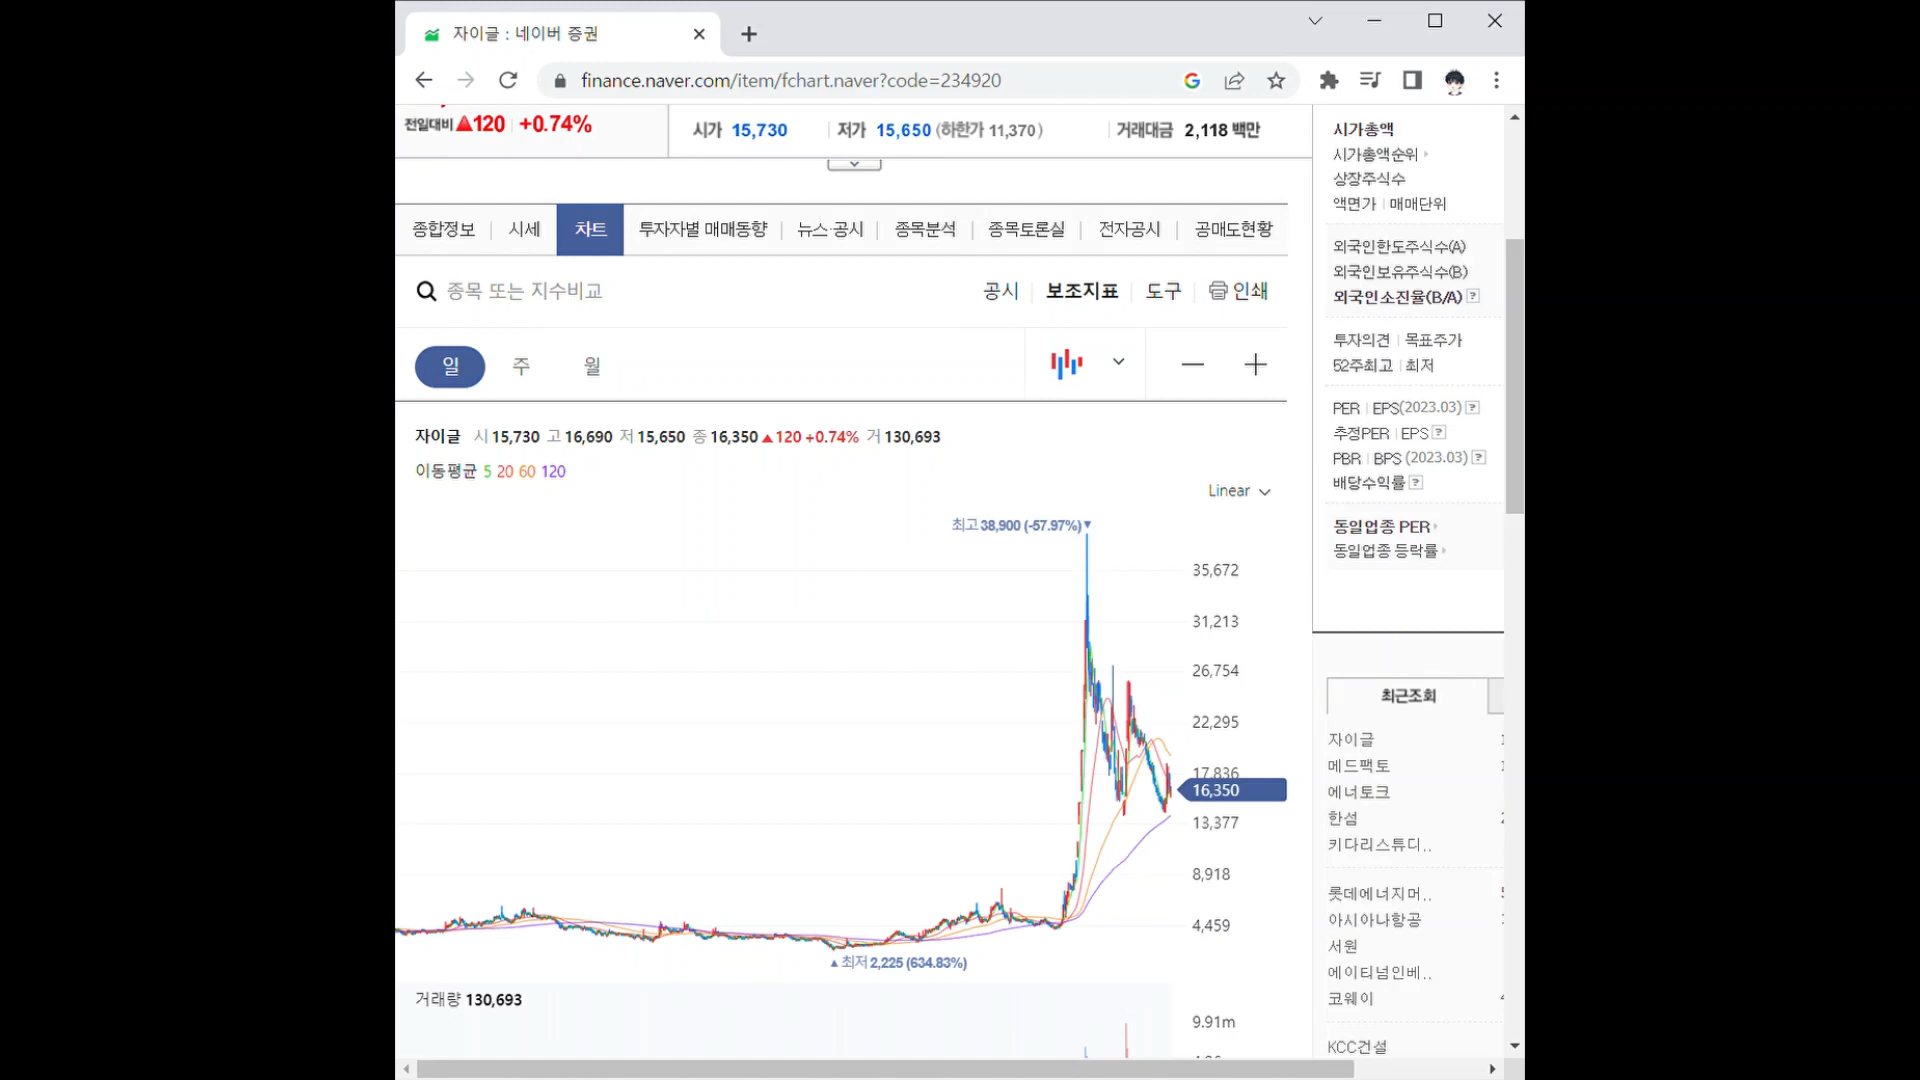 자이글 : 네이버 증권
finance.naver.com/item/fchart.naver?code=234920
전일대비 ▲120 +0.74%
시가 15,730 저가 15,650 (하한가 11,370) 거래대금 2,118 백만
종합정보 시세 차트 투자자별 매매동향 뉴스·공시 종목분석 종목토론실 전자공시 공매도현황
종목 또는 지수비교 공시 보조지표 도구 인쇄
일 주 월
자이글 시 15,730 고 16,690 저 15,650 종 16,350 ▲120 +0.74% 거 130,693
이동평균 5 20 60 120
Linear
최고 38,900 (-57.97%) ▼
35,672
31,213
26,754
22,295
17,836
16,350
13,377
8,918
4,459
▲ 최저 2,225 (634.83%)
거래량 130,693
9.91m
시가총액
시가총액순위
상장주식수
액면가 매매단위
외국인한도주식수(A)
외국인보유주식수(B)
외국인소진율(B/A) ?
투자의견 목표주가
52주최고 최저
PER EPS(2023.03) ?
추정PER EPS ?
PBR BPS (2023.03) ?
배당수익률 ?
동일업종 PER
동일업종 등락률
최근조회
자이글
메드팩토
에너토크
한섬
키다리스튜디..
롯데에너지머..
아시아나항공
서원
에이티넘인베..
코웨이
KCC건설